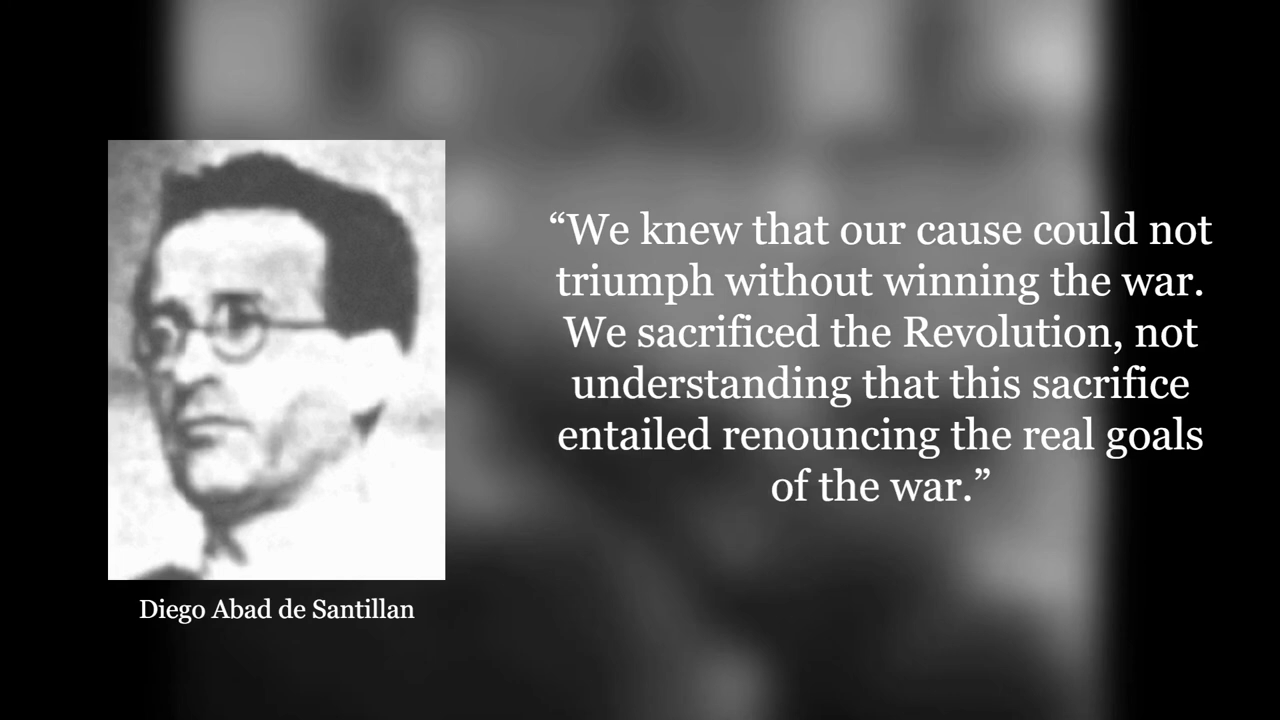 “We knew that our cause could not
triumph without winning the war.
We sacrificed the Revolution, not
understanding that this sacrifice
entailed renouncing the real goals
of the war.”
Diego Abad de Santillan